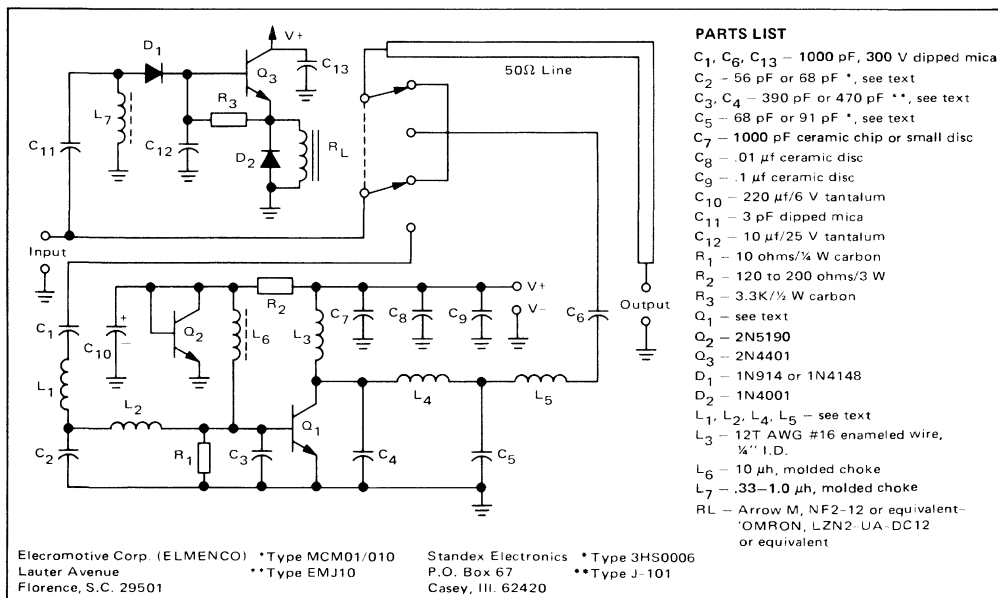 D1
V+
Q3
C13
50Ω Line
L7
R3
C11
C12
D2
RL
Input
R2
V+
V−
Output
C1
C10
+
−
Q2
L6
L3
C7
C8
C9
C6
L1
L2
L4
L5
Q1
C2
R1
C3
C4
C5
Elecromotive Corp. (ELMENCO) *Type MCM01/010
Lauter Avenue **Type EMJ10
Florence, S.C. 29501
Standex Electronics *Type 3HS0006
P.O. Box 67 **Type J-101
Casey, Ill. 62420
PARTS LIST
C1, C6, C13 – 1000 pF, 300 V dipped mica
C2 – 56 pF or 68 pF *, see text
C3, C4 – 390 pF or 470 pF **, see text
C5 – 68 pF or 91 pF *, see text
C7 – 1000 pF ceramic chip or small disc
C8 – .01 μf ceramic disc
C9 – .1 μf ceramic disc
C10 – 220 μf/6 V tantalum
C11 – 3 pF dipped mica
C12 – 10 μf/25 V tantalum
R1 – 10 ohms/¼ W carbon
R2 – 120 to 200 ohms/3 W
R3 – 3.3K/½ W carbon
Q1 – see text
Q2 – 2N5190
Q3 – 2N4401
D1 – 1N914 or 1N4148
D2 – 1N4001
L1, L2, L4, L5 – see text
L3 – 12T AWG #16 enameled wire,
¼'' I.D.
L6 – 10 μh, molded choke
L7 – .33–1.0 μh, molded choke
RL – Arrow M, NF2-12 or equivalent-
'OMRON, LZN2-UA-DC12
or equivalent